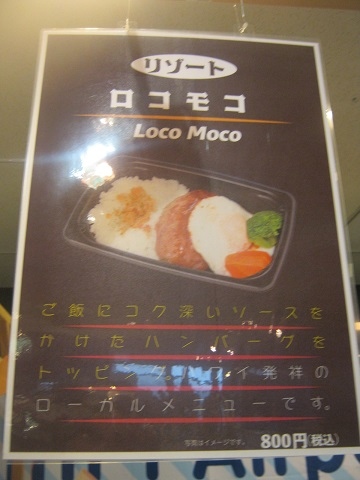 リゾート
ロコモコ
Loco Moco
ご飯にコク深いソースを
かけたハンバーグを
トッピング。ハワイ発祥の
ローカルメニューです。
写真はイメージです。 800円(税込)